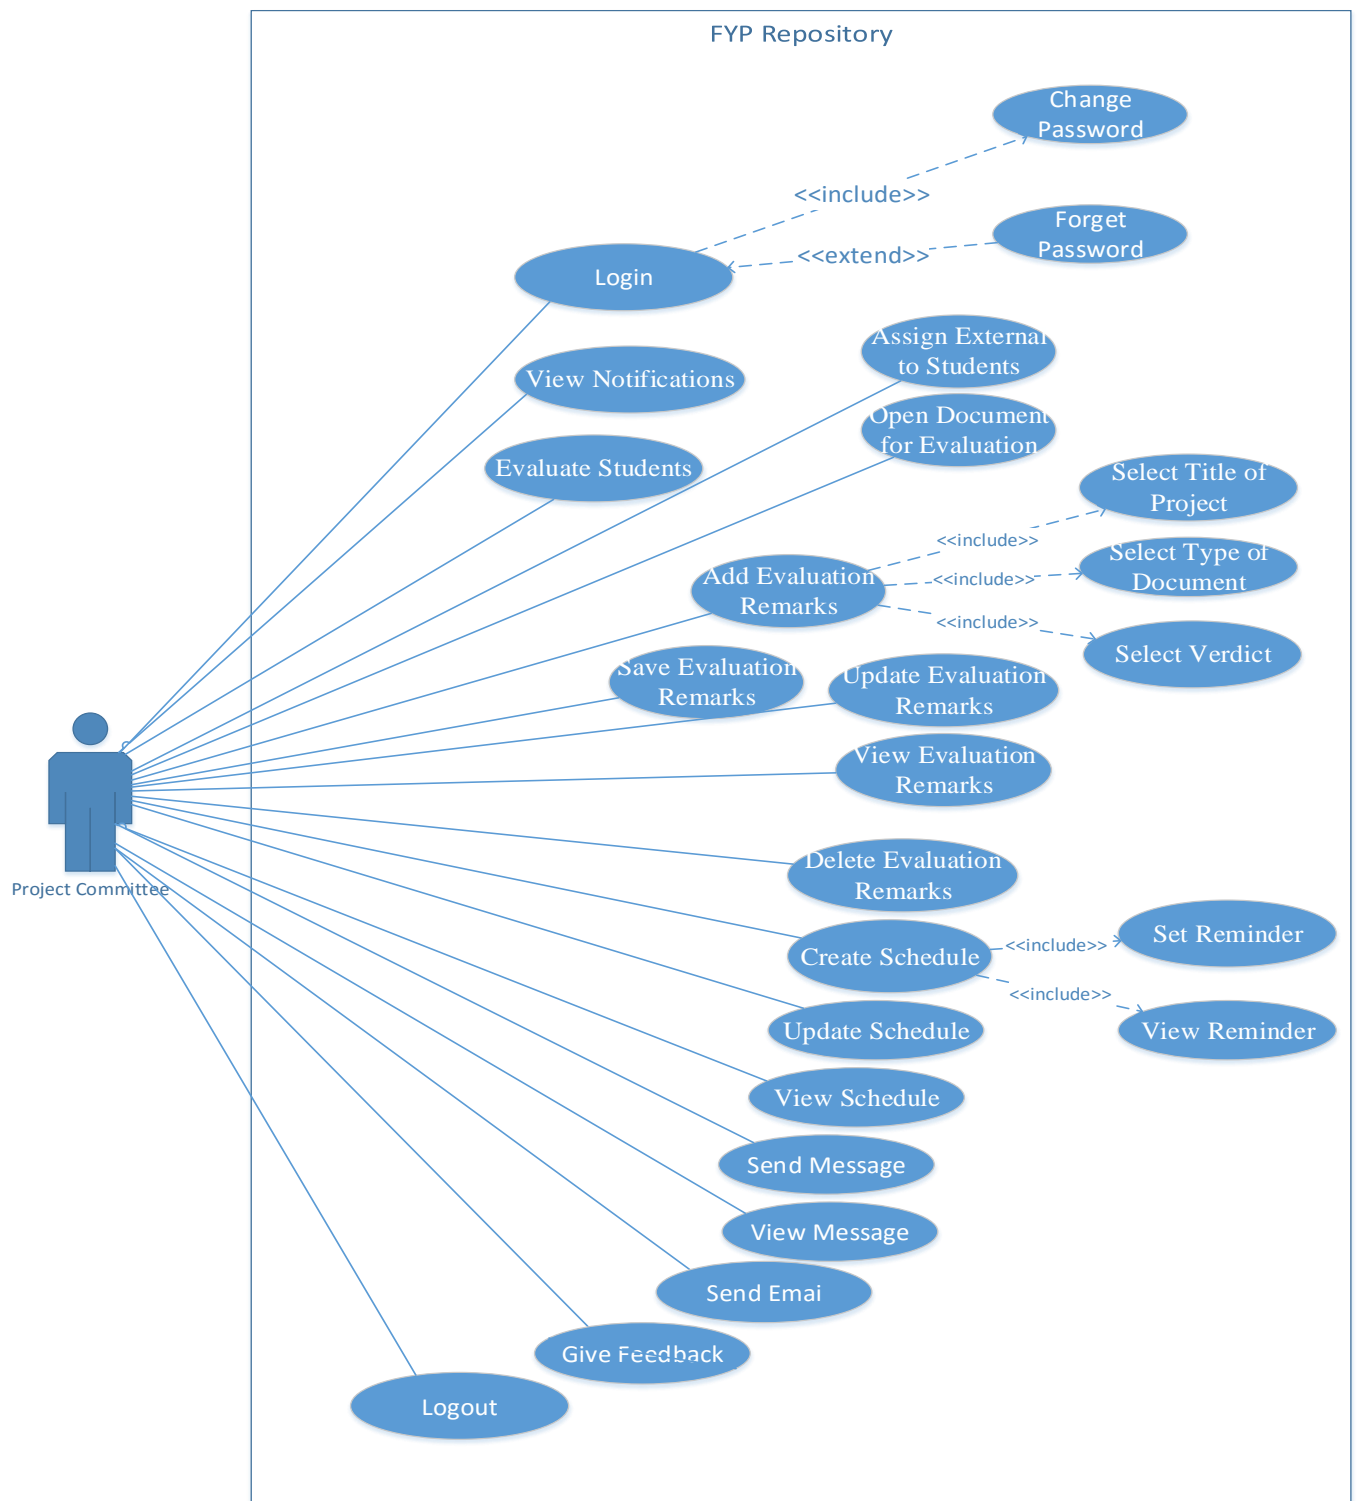 FYP Repository
Change
Password
<<include>>
Forget
Password
<<extend>>
Login
Assign External
to Students
View Notifications
Open Document
for Evaluation
Evaluate Students
Select Title of
Project
<<include>>
Select Type of
Document
<<include>>
Add Evaluation
Remarks
<<include>>
Select Verdict
Save Evaluation
Remarks
Update Evaluation
Remarks
View Evaluation
Remarks
Project Committee
Delete Evaluation
Remarks
Create Schedule
<<include>>
Set Reminder
<<include>>
View Reminder
Update Schedule
View Schedule
Send Message
View Message
Send Emai
Give Feedback
Logout